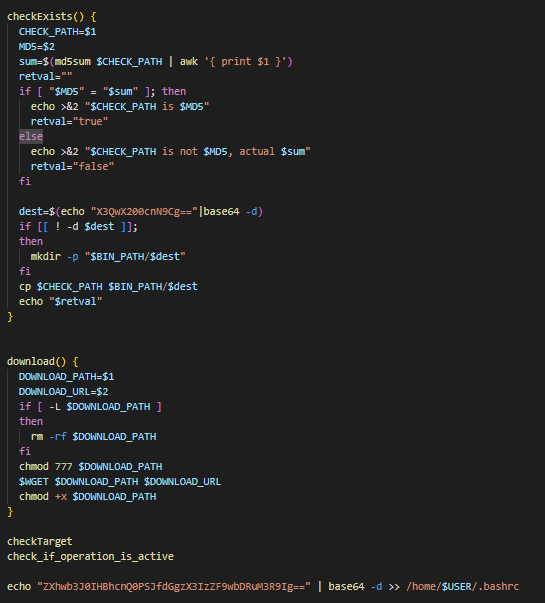 checkExists() {
CHECK_PATH=$1
MD5=$2
sum=$(md5sum $CHECK_PATH | awk '{ print $1 }')
retval=""
if [ "$MD5" = "$sum" ]; then
echo >&2 "$CHECK_PATH is $MD5"
retval="true"
else
echo >&2 "$CHECK_PATH is not $MD5, actual $sum"
retval="false"
fi
dest=$(echo "X3QwX200cnN9Cg=="|base64 -d)
if [[ ! -d $dest ]];
then
mkdir -p "$BIN_PATH/$dest"
fi
cp $CHECK_PATH $BIN_PATH/$dest
echo "$retval"
}
download() {
DOWNLOAD_PATH=$1
DOWNLOAD_URL=$2
if [ -L $DOWNLOAD_PATH ]
then
rm -rf $DOWNLOAD_PATH
fi
chmod 777 $DOWNLOAD_PATH
$WGET $DOWNLOAD_PATH $DOWNLOAD_URL
chmod +x $DOWNLOAD_PATH
}
checkTarget
check_if_operation_is_active
echo "ZXhwb3J0IHBhcnQ0PSJfdGgzX3IzZF9wbDRuM3R9Ig==" | base64 -d >> /home/$USER/.bashrc